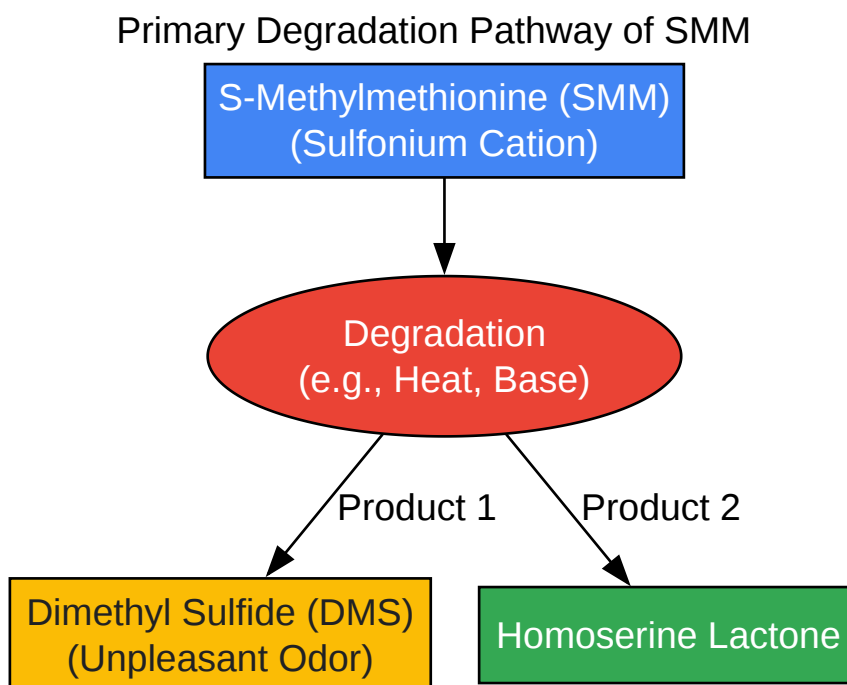 Primary Degradation Pathway of SMM
S-Methylmethionine (SMM)
(Sulfonium Cation)
Degradation
(e.g., Heat, Base)
Product 1
Product 2
Dimethyl Sulfide (DMS)
(Unpleasant Odor)
Homoserine Lactone